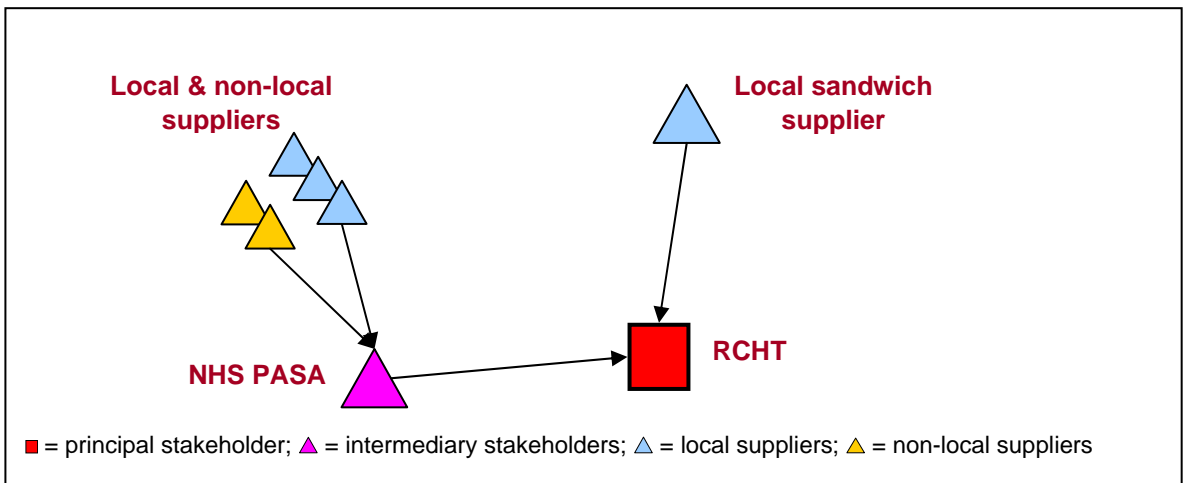 Local & non-local
suppliers
Local sandwich
supplier
NHS PASA
RCHT
= principal stakeholder; = intermediary stakeholders; = local suppliers; = non-local suppliers